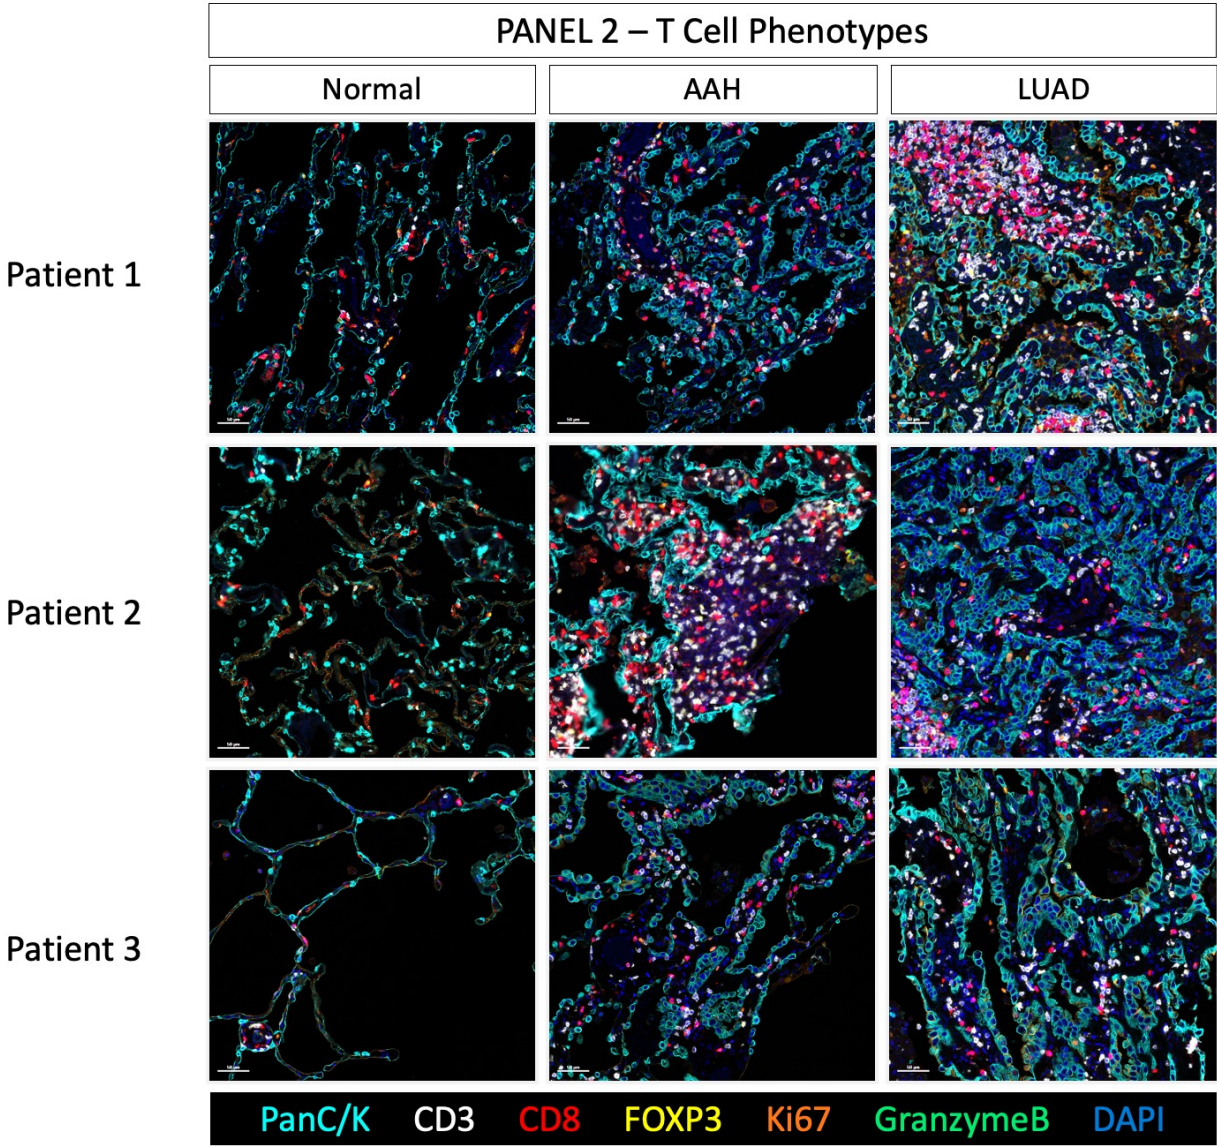 PANEL 2 – T Cell Phenotypes
Normal AAH LUAD
Patient 1
Patient 2
Patient 3
PanC/K CD3 CD8 FOXP3 Ki67 GranzymeB DAPI